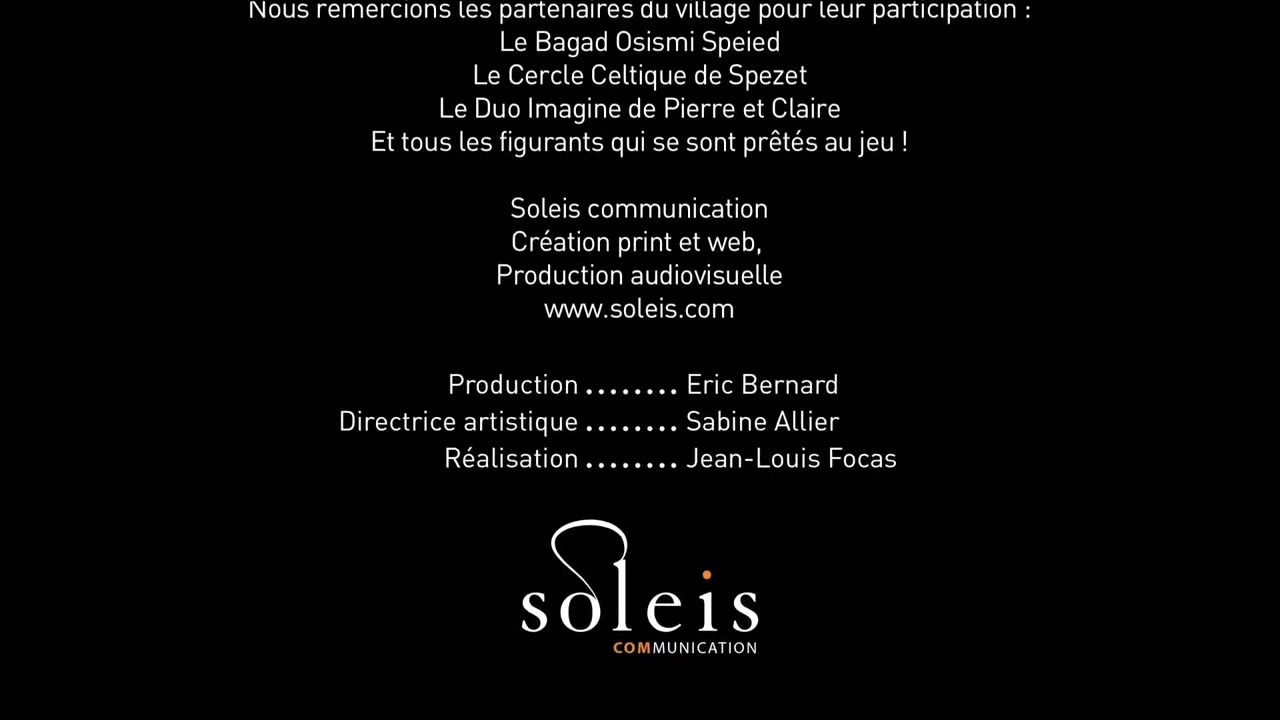 Nous remercions les partenaires du village pour leur participation :
Le Bagad Osismi Speied
Le Cercle Celtique de Spezet
Le Duo Imagine de Pierre et Claire
Et tous les figurants qui se sont prêtés au jeu !
Soleis communication
Création print et web,
Production audiovisuelle
www.soleis.com
Production ........ Eric Bernard
Directrice artistique ........ Sabine Allier
Réalisation ........ Jean-Louis Focas
soleis
COMMUNICATION